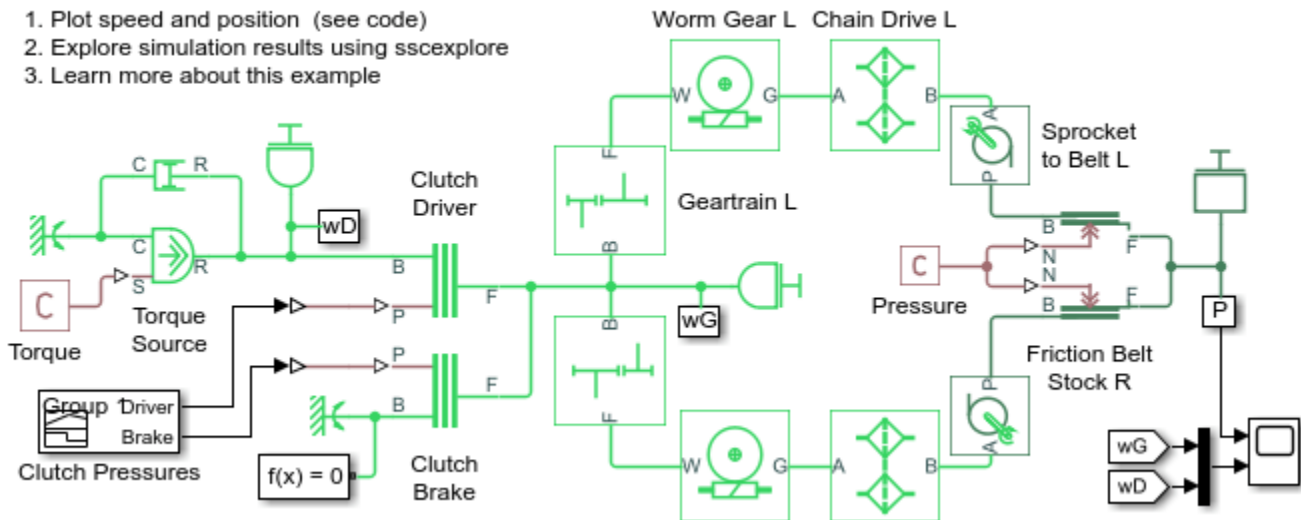 1. Plot speed and position (see code)
2. Explore simulation results using sscexplore
3. Learn more about this example
Worm Gear L
Chain Drive L
W
G
A
B
A
Sprocket
to Belt L
P
C
R
Clutch
Driver
F
Geartrain L
B
wD
C
R
S
B
F
P
C
Torque
Torque
Source
C
Pressure
B
N
N
B
F
F
P
B
wG
B
P
B
F
Group 1
Driver
Brake
Clutch Pressures
f(x) = 0
Clutch
Brake
F
Friction Belt
Stock R
P
A
W
G
A
B
wG
wD